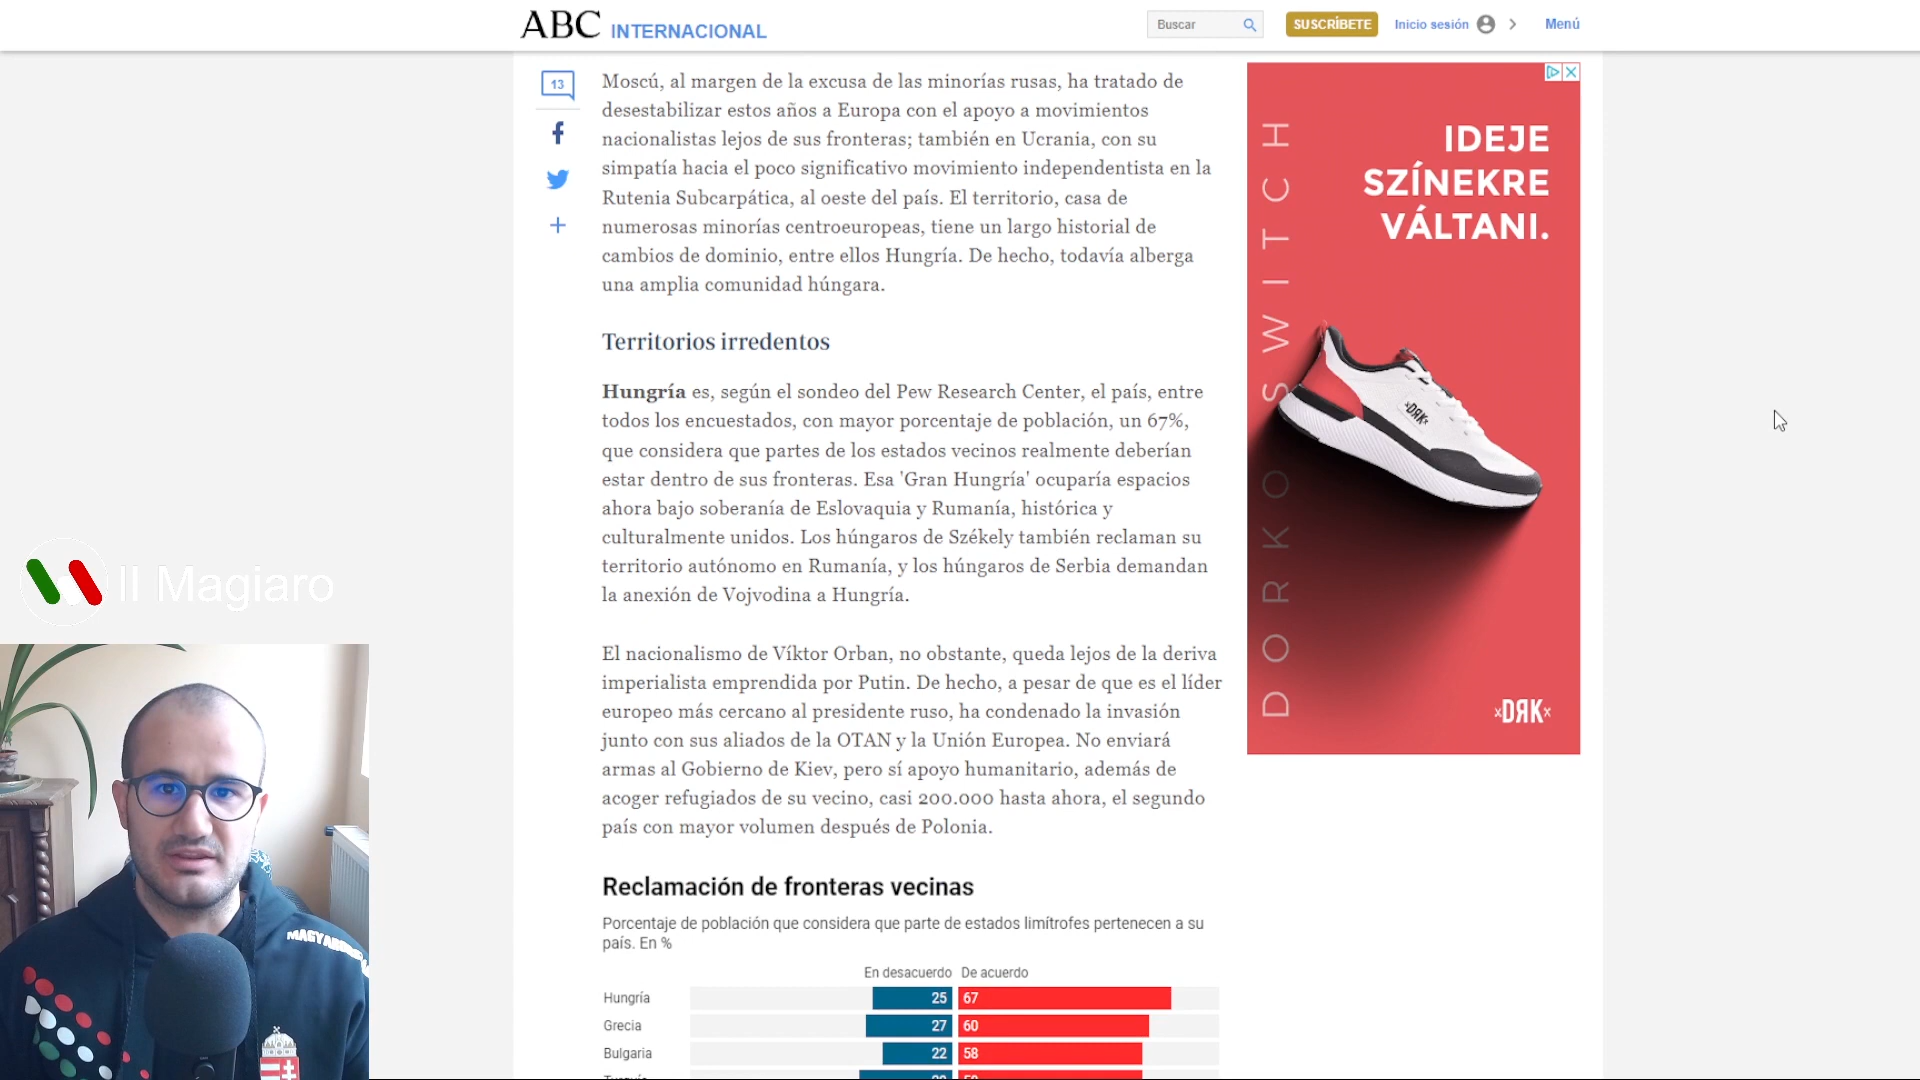 ABC INTERNACIONAL
Buscar
SUSCRÍBETE
Inicio sesión
Menú
13
Moscú, al margen de la excusa de las minorías rusas, ha tratado de
desestabilizar estos años a Europa con el apoyo a movimientos
nacionalistas lejos de sus fronteras; también en Ucrania, con su
simpatía hacia el poco significativo movimiento independentista en la
Rutenia Subcarpática, al oeste del país. El territorio, casa de
numerosas minorías centroeuropeas, tiene un largo historial de
cambios de dominio, entre ellos Hungría. De hecho, todavía alberga
una amplia comunidad húngara.
Territorios irredentos
Hungría es, según el sondeo del Pew Research Center, el país, entre
todos los encuestados, con mayor porcentaje de población, un 67%,
que considera que partes de los estados vecinos realmente deberían
estar dentro de sus fronteras. Esa 'Gran Hungría' ocuparía espacios
ahora bajo soberanía de Eslovaquia y Rumanía, histórica y
culturalmente unidos. Los húngaros de Székely también reclaman su
territorio autónomo en Rumanía, y los húngaros de Serbia demandan
la anexión de Vojvodina a Hungría.
El nacionalismo de Víktor Orban, no obstante, queda lejos de la deriva
imperialista emprendida por Putin. De hecho, a pesar de que es el líder
europeo más cercano al presidente ruso, ha condenado la invasión
junto con sus aliados de la OTAN y la Unión Europea. No enviará
armas al Gobierno de Kiev, pero sí apoyo humanitario, además de
acoger refugiados de su vecino, casi 200.000 hasta ahora, el segundo
país con mayor volumen después de Polonia.
Reclamación de fronteras vecinas
Porcentaje de población que considera que parte de estados limítrofes pertenecen a su
país. En %
En desacuerdo De acuerdo
Hungría 25 67
Grecia 27 60
Bulgaria 22 58
IDEJE
SZÍNEKRE
VÁLTANI.
DORKO SWITCH
xDЯKx
xDЯKx
Il Magiaro